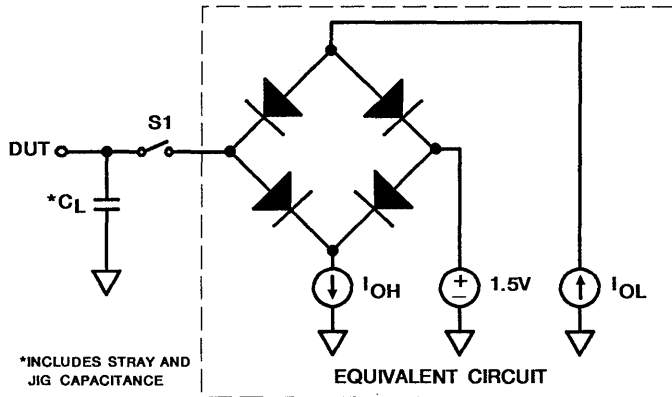 S1
DUT
*CL
IOH
+
−
1.5V
IOL
*INCLUDES STRAY AND
JIG CAPACITANCE
EQUIVALENT CIRCUIT